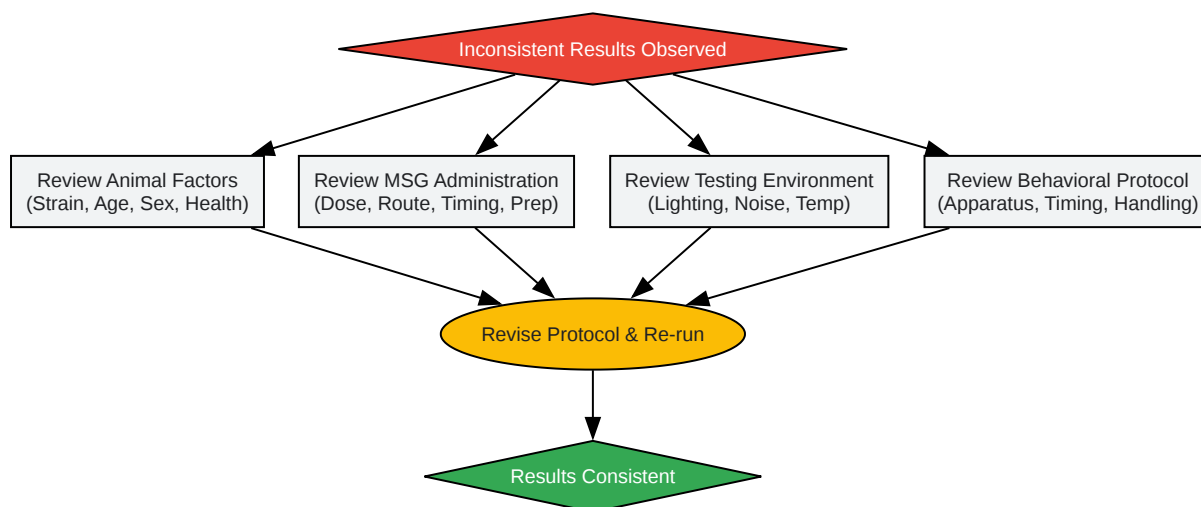 Inconsistent Results Observed
Review Animal Factors
(Strain, Age, Sex, Health)
Review MSG Administration
(Dose, Route, Timing, Prep)
Review Testing Environment
(Lighting, Noise, Temp)
Review Behavioral Protocol
(Apparatus, Timing, Handling)
Revise Protocol & Re-run
Results Consistent